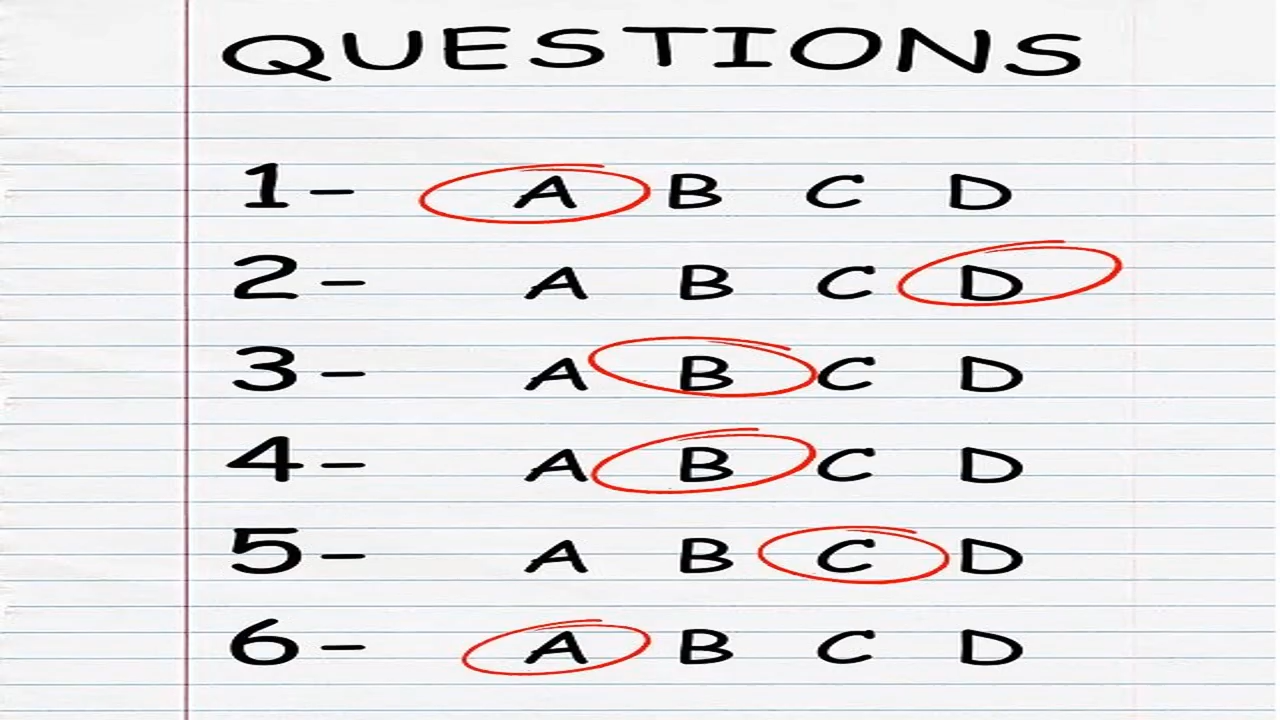 QUESTIONS
1- A B C D
2- A B C D
3- A B C D
4- A B C D
5- A B C D
6- A B C D